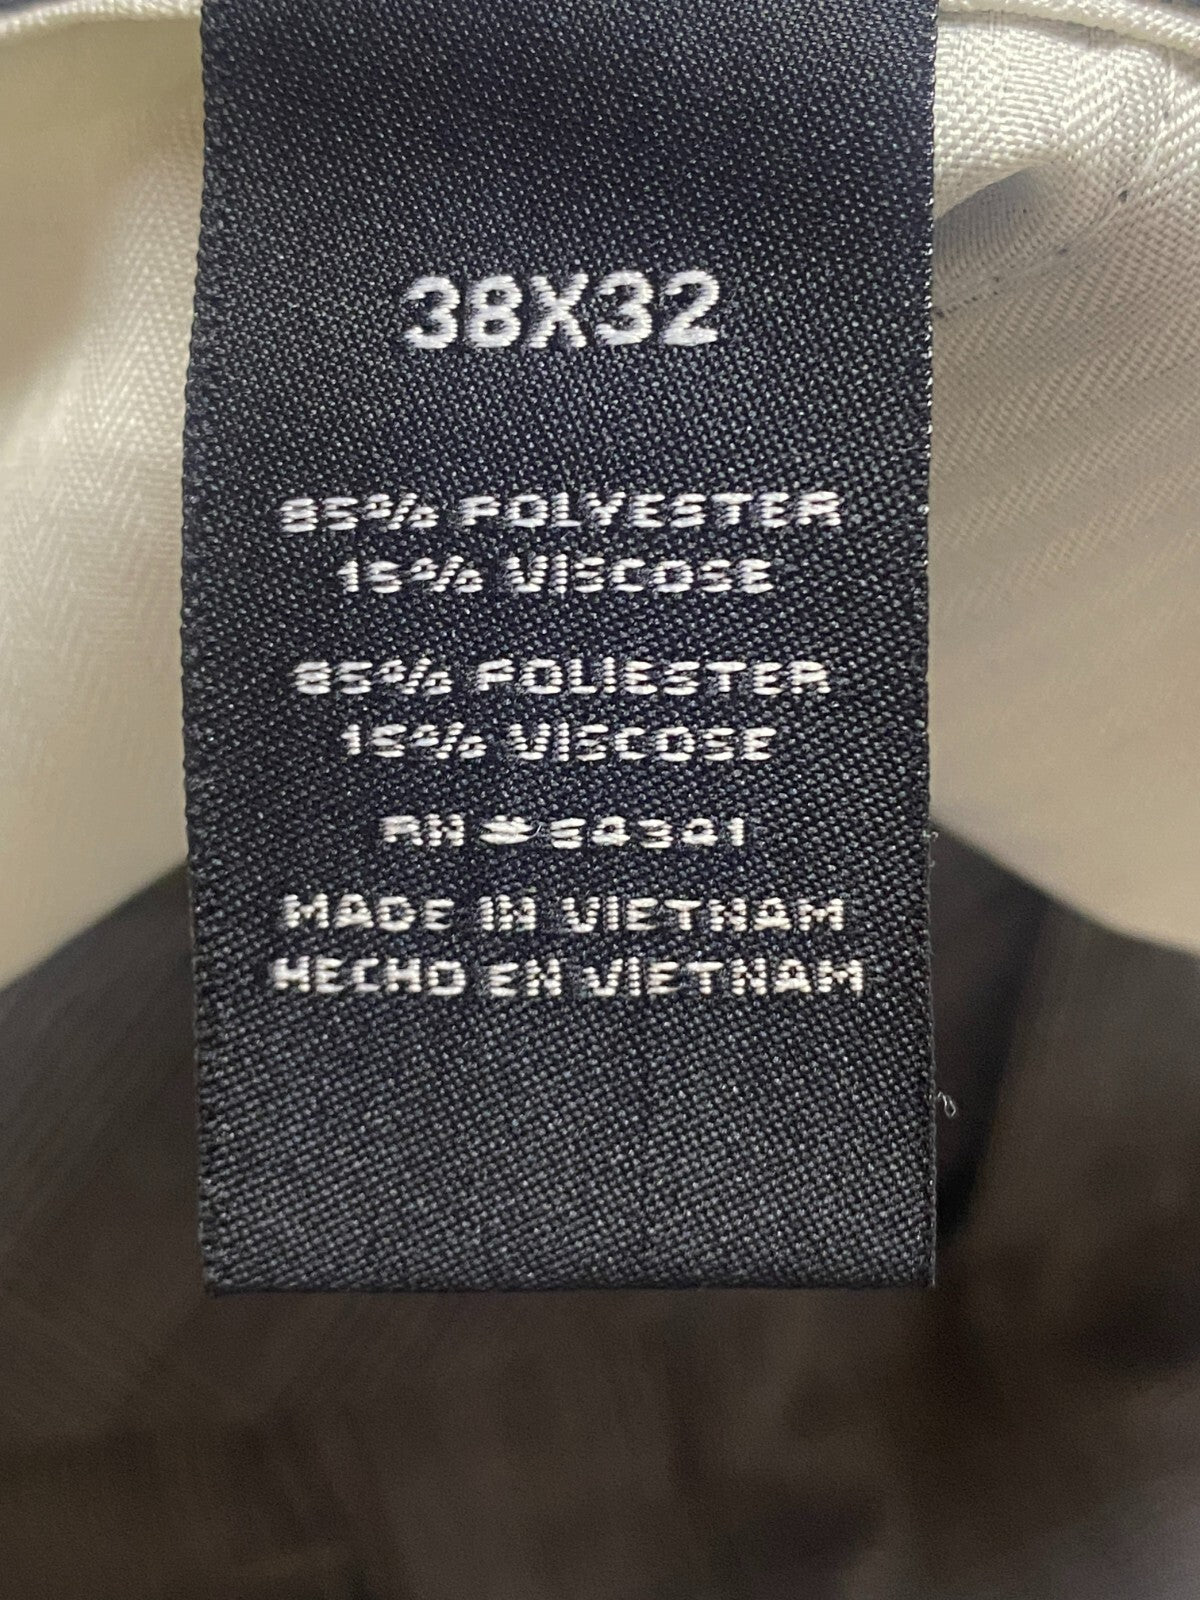 38X32
85% POLYESTER
15% VISCOSE
85% POLIESTER
15% VISCOSE
RN #
MADE IN VIETNAM
HECHO EN VIETNAM